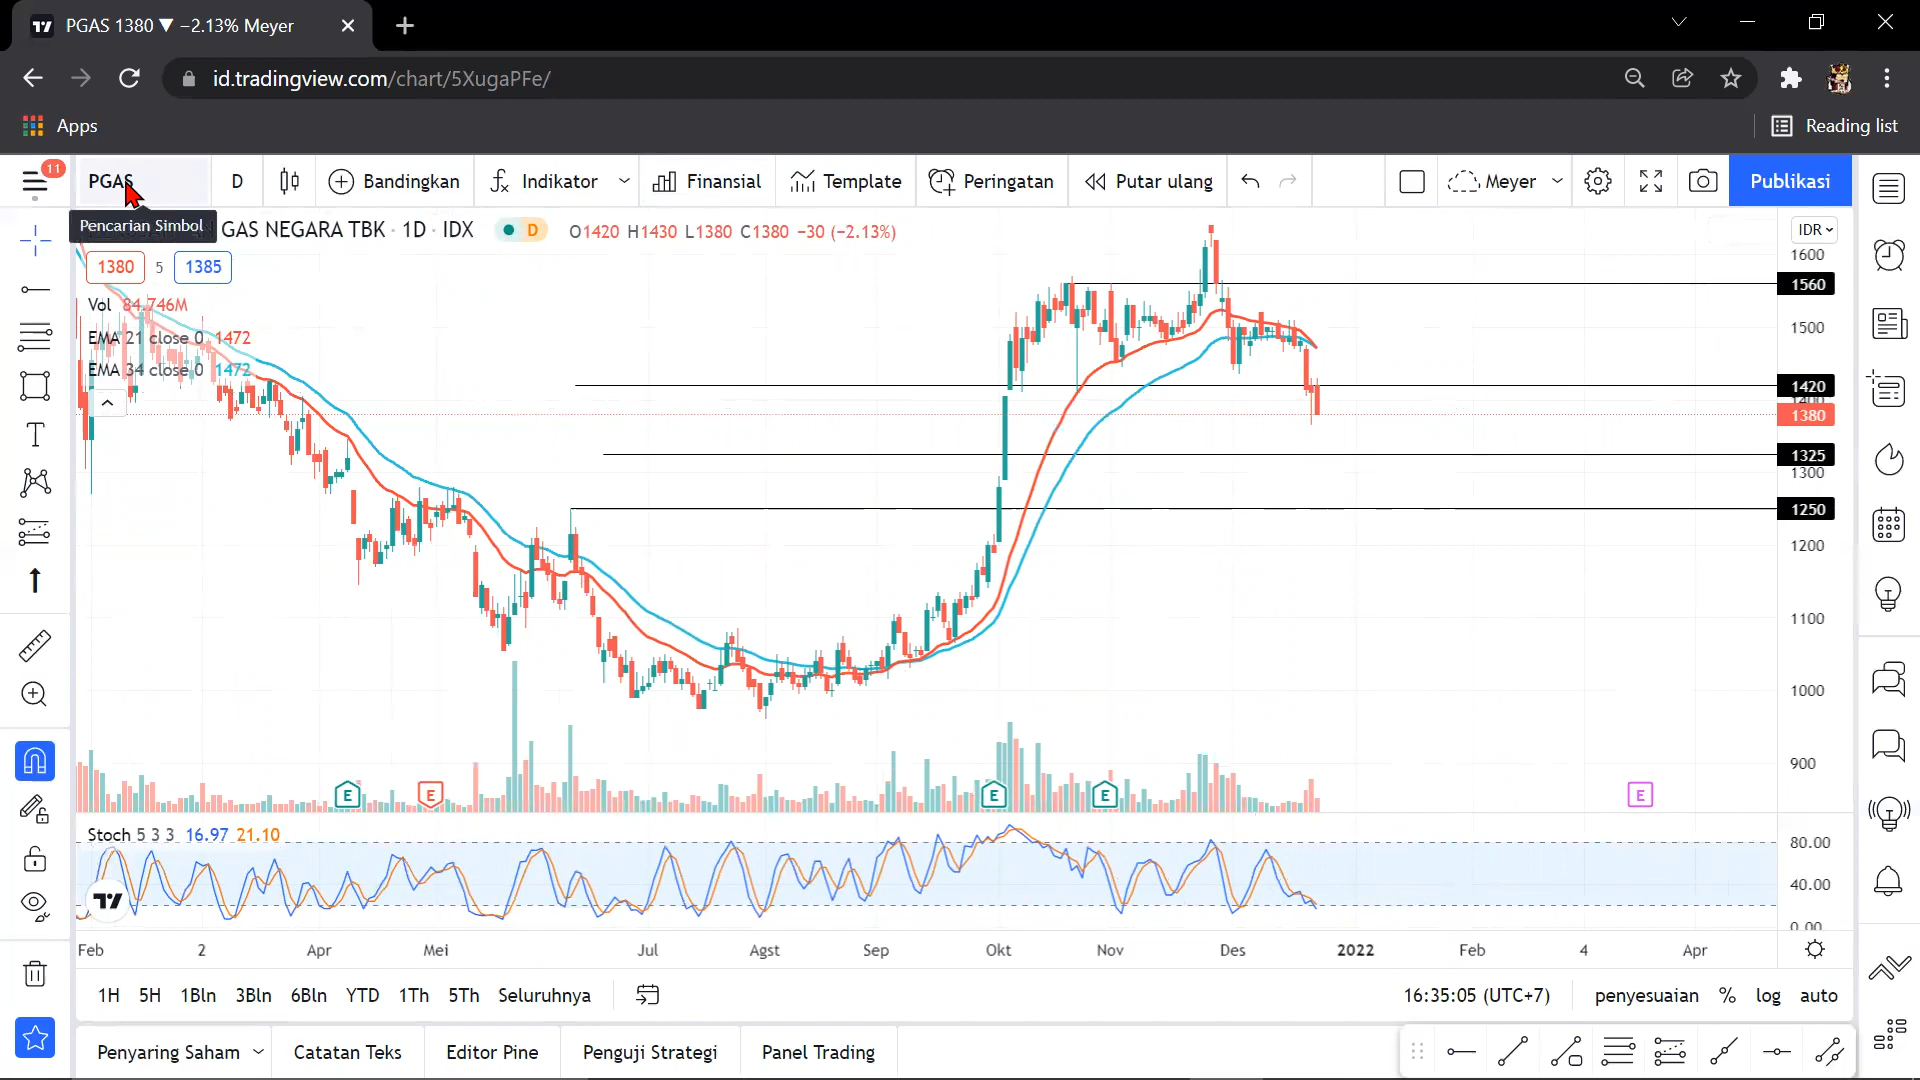 PGAS 1380 ▼ −2.13% Meyer
id.tradingview.com/chart/5XugaPFe/
Apps
Reading list
11
PGAS
D
Bandingkan
Indikator
Finansial
Template
Peringatan
Putar ulang
Meyer
Publikasi
Pencarian Simbol
GAS NEGARA TBK · 1D · IDX
D
O1420 H1430 L1380 C1380 −30 (−2.13%)
IDR
1380
5
1385
Vol 84.746M
EMA 21 close 0 1472
EMA 34 close 0 1472
1600
1560
1500
1420
1400
1380
1325
1300
1250
1200
1100
1000
900
E
E
E
E
E
Stoch 5 3 3 16.97 21.10
80.00
40.00
0.00
Feb
2
Apr
Mei
Jul
Agst
Sep
Okt
Nov
Des
2022
Feb
4
Apr
1H
5H
1Bln
3Bln
6Bln
YTD
1Th
5Th
Seluruhnya
16:35:05 (UTC+7)
penyesuaian
%
log
auto
Penyaring Saham
Catatan Teks
Editor Pine
Penguji Strategi
Panel Trading